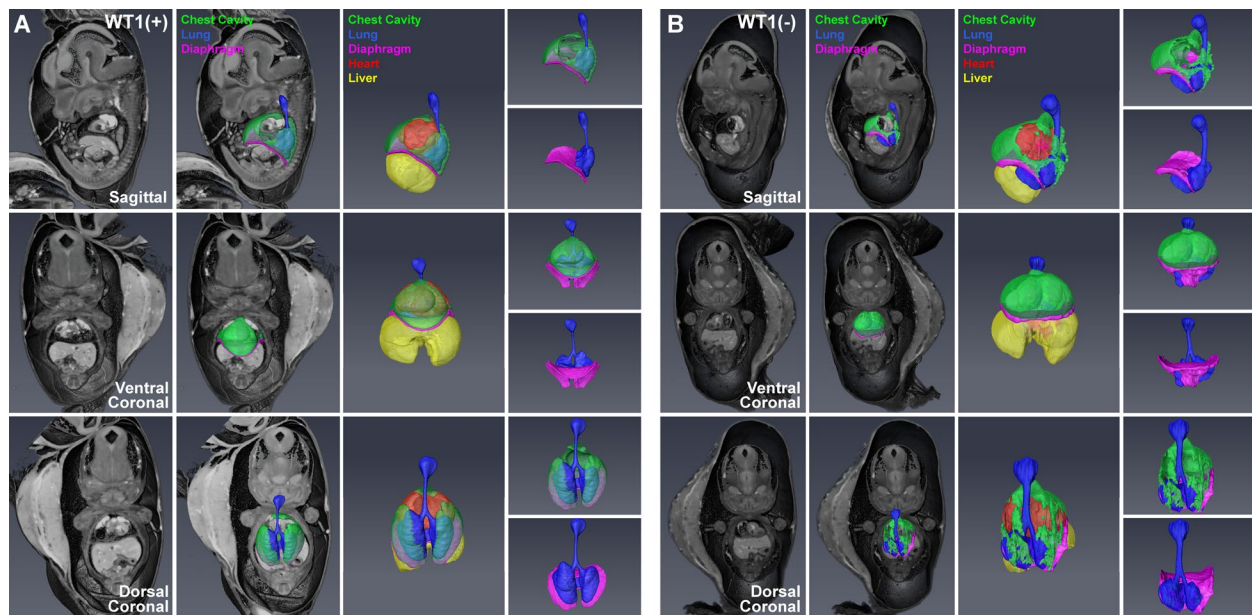 A
WT1(+)
Chest Cavity
Lung
Diaphragm
Chest Cavity
Lung
Diaphragm
Heart
Liver
Sagittal
Ventral
Coronal
Dorsal
Coronal
B
WT1(-)
Chest Cavity
Lung
Diaphragm
Chest Cavity
Lung
Diaphragm
Heart
Liver
Sagittal
Ventral
Coronal
Dorsal
Coronal